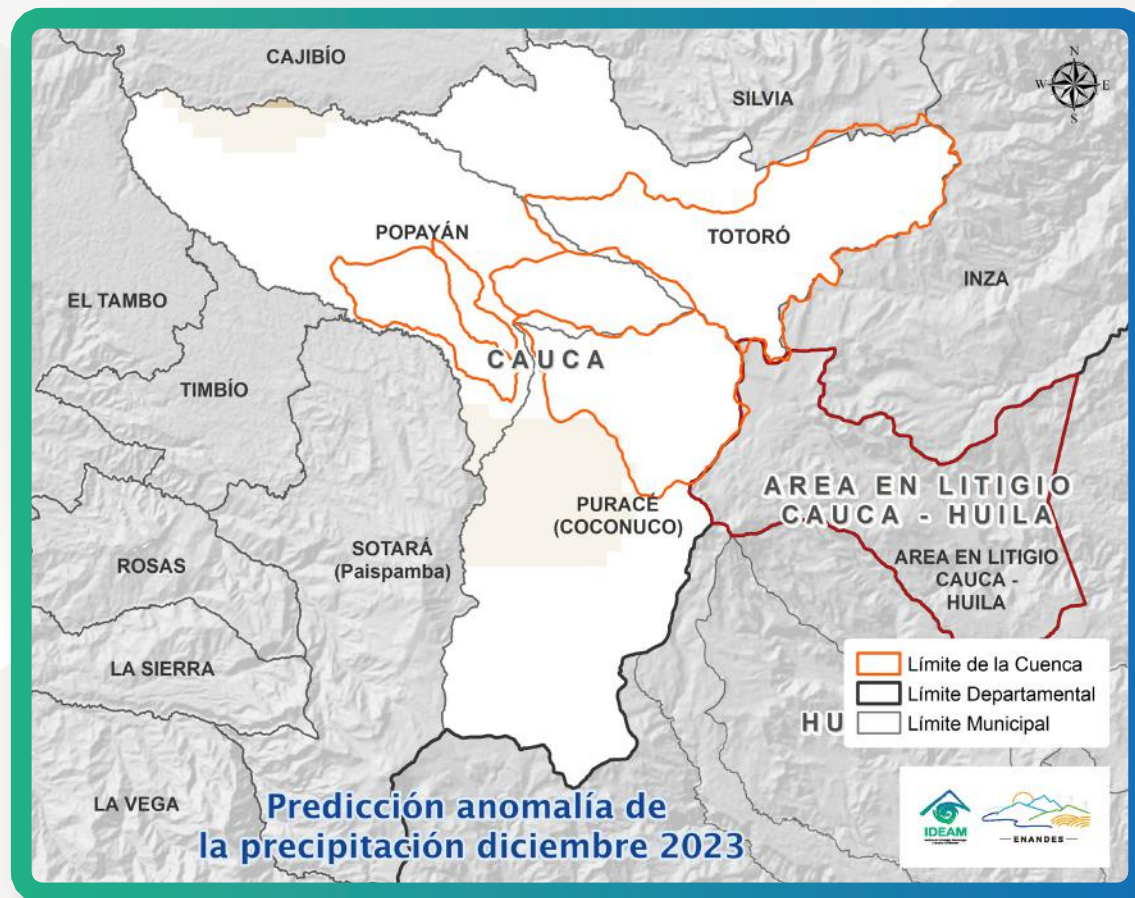 CAJIBÍO
SILVIA
N
W
E
S
POPAYÁN
TOTORÓ
INZA
EL TAMBO
CAUCA
TIMBÍO
AREA EN LITIGIO
CAUCA - HUILA
PURACÉ
(COCONUCO)
SOTARÁ
(Paispamba)
ROSAS
AREA EN LITIGIO
CAUCA -
HUILA
LA SIERRA
Límite de la Cuenca
Límite Departamental
Límite Municipal
HU
LA VEGA
Predicción anomalía de
la precipitación diciembre 2023
IDEAM
ENANDES